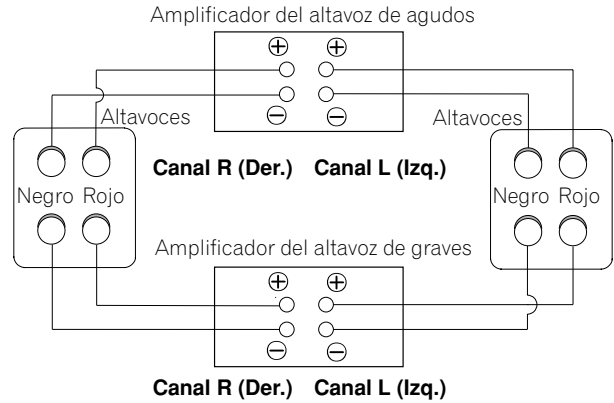 Amplificador del altavoz de agudos
+ +
− −
Altavoces
Altavoces
Canal R (Der.) Canal L (Izq.)
Negro Rojo
Negro Rojo
Amplificador del altavoz de graves
+ +
− −
Canal R (Der.) Canal L (Izq.)